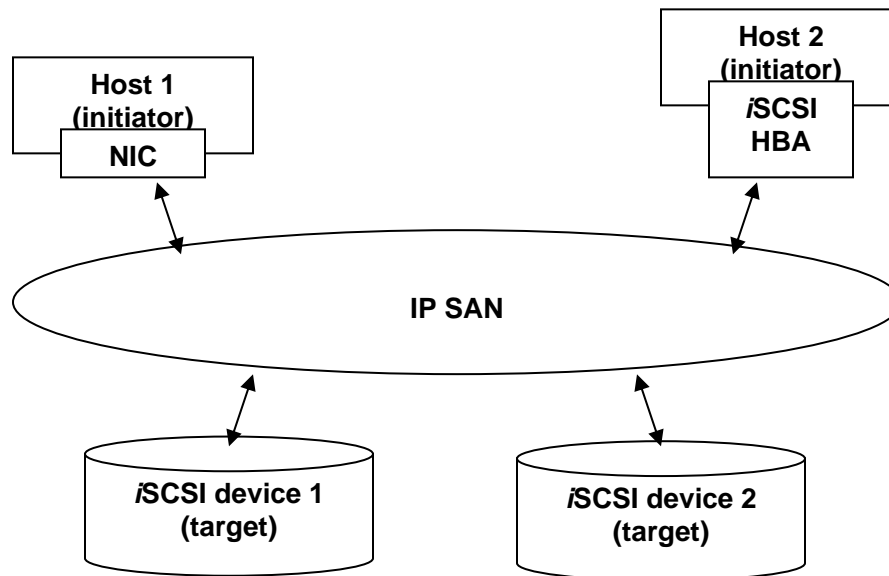 Host 1
(initiator)
NIC
Host 2
(initiator)
iSCSI
HBA
IP SAN
iSCSI device 1
(target)
iSCSI device 2
(target)